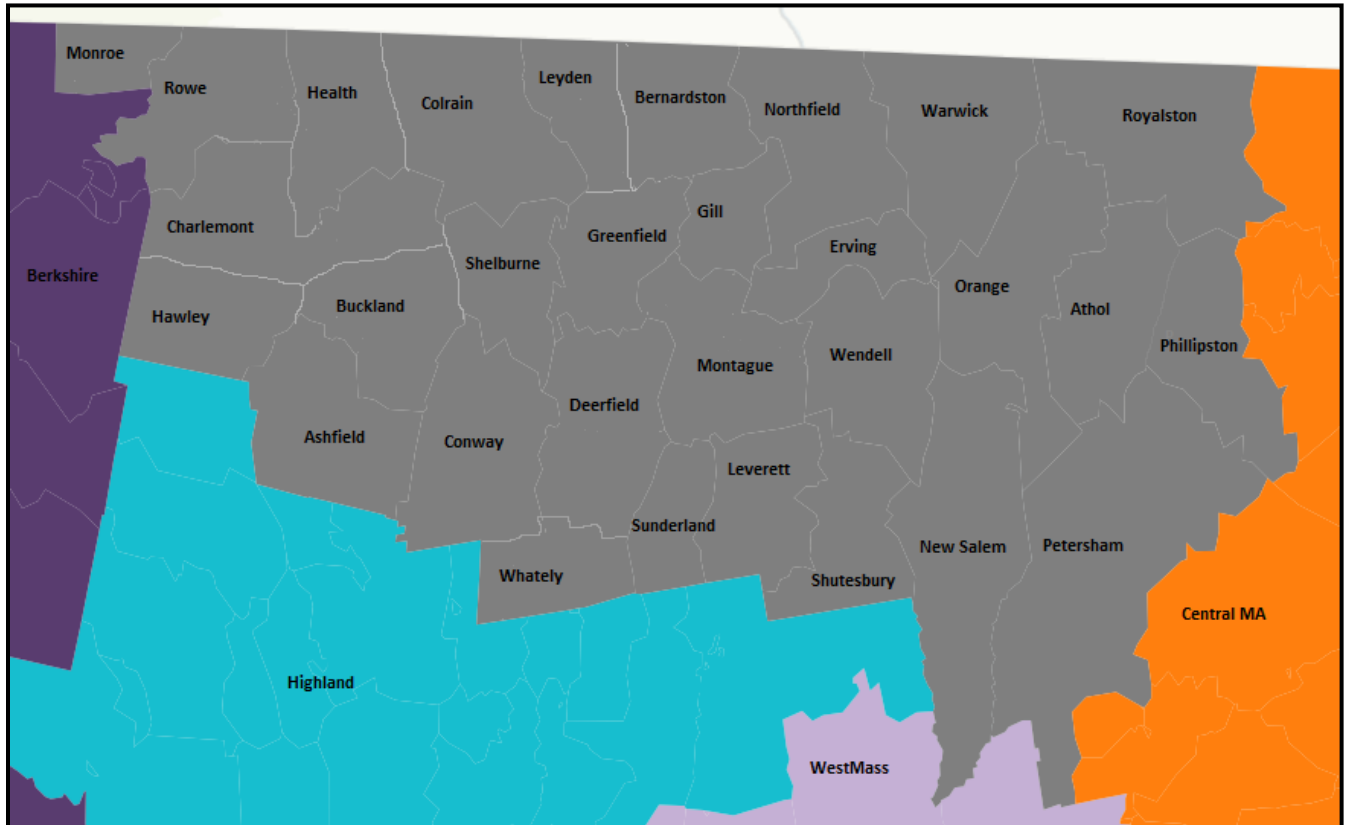 Monroe
Rowe
Health
Colrain
Leyden
Bernardston
Northfield
Warwick
Royalston
Charlemont
Shelburne
Greenfield
Gill
Erving
Berkshire
Hawley
Buckland
Orange
Athol
Phillipston
Montague
Wendell
Deerfield
Ashfield
Conway
Leverett
Sunderland
New Salem
Petersham
Whately
Shutesbury
Central MA
Highland
WestMass